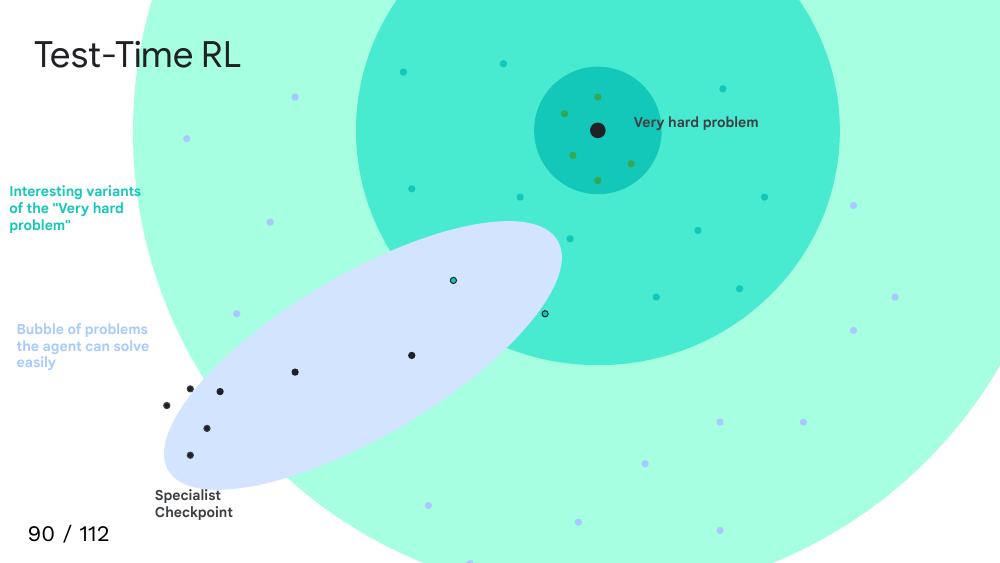 Test-Time RL
Very hard problem
Interesting variants
of the "Very hard
problem"
Bubble of problems
the agent can solve
easily
Specialist
Checkpoint
90 / 112